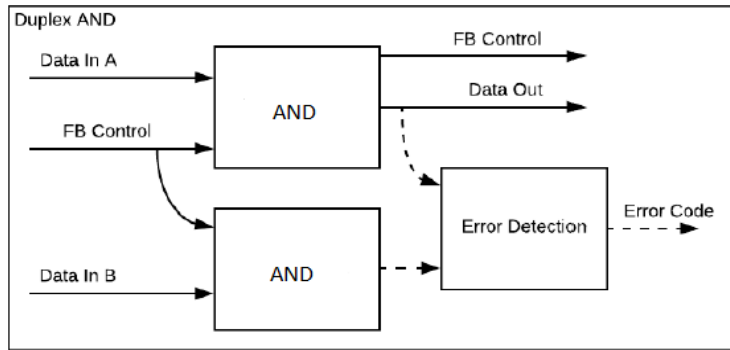 Duplex AND
Data In A
FB Control
Data In B
AND
AND
FB Control
Data Out
Error Detection
Error Code